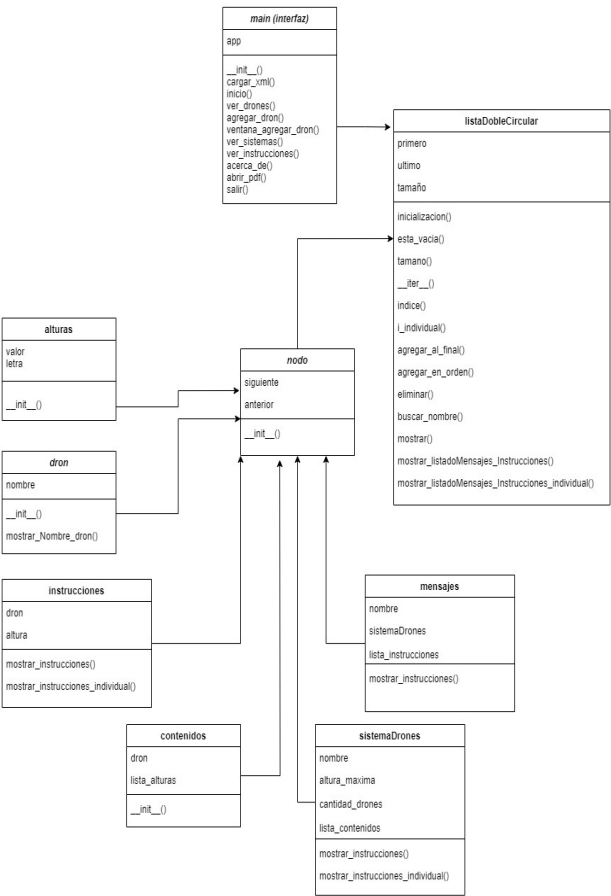 main (interfaz)
app
__init__()
cargar_xml()
inicio()
ver_drones()
agregar_dron()
ventana_agregar_dron()
ver_sistemas()
ver_instrucciones()
acerca_de()
abrir_pdf()
salir()
listaDobleCircular
primero
ultimo
tamaño
inicializacion()
esta_vacia()
tamano()
__iter__()
indice()
i_individual()
agregar_al_final()
agregar_en_orden()
eliminar()
buscar_nombre()
mostrar()
mostrar_listadoMensajes_Instrucciones()
mostrar_listadoMensajes_Instrucciones_individual()
alturas
valor
letra
__init__()
nodo
siguiente
anterior
__init__()
dron
nombre
__init__()
mostrar_Nombre_dron()
instrucciones
dron
altura
mostrar_instrucciones()
mostrar_instrucciones_individual()
mensajes
nombre
sistemaDrones
lista_instrucciones
mostrar_instrucciones()
contenidos
dron
lista_alturas
__init__()
sistemaDrones
nombre
altura_maxima
cantidad_drones
lista_contenidos
mostrar_instrucciones()
mostrar_instrucciones_individual()